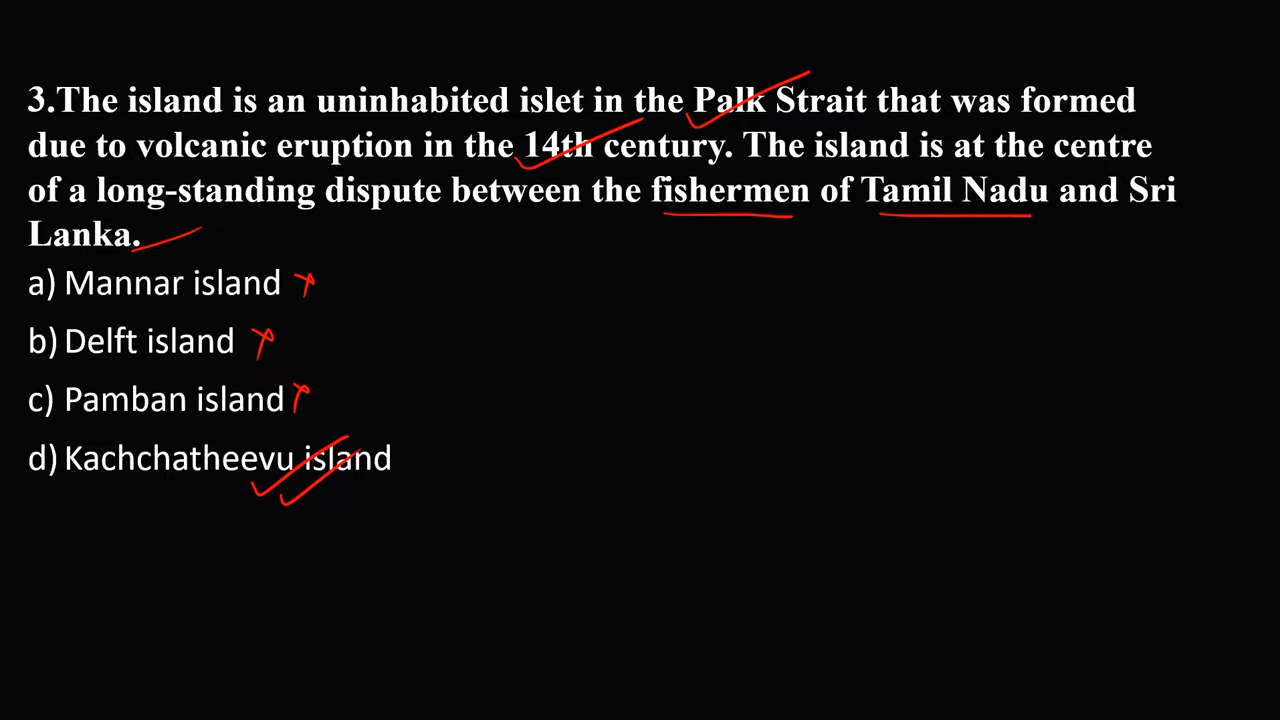 3.The island is an uninhabited islet in the Palk Strait that was formed
due to volcanic eruption in the 14th century. The island is at the centre
of a long-standing dispute between the fishermen of Tamil Nadu and Sri
Lanka.
a) Mannar island
b) Delft island
c) Pamban island
d) Kachchatheevu island